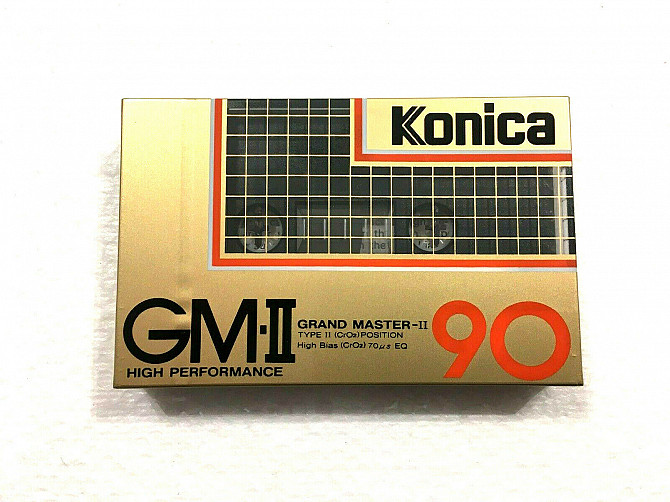 Konica
GM-II
HIGH PERFORMANCE
GRAND MASTER-II
TYPE II (CrO2) POSITION
High Bias (CrO2) 70μs EQ
90